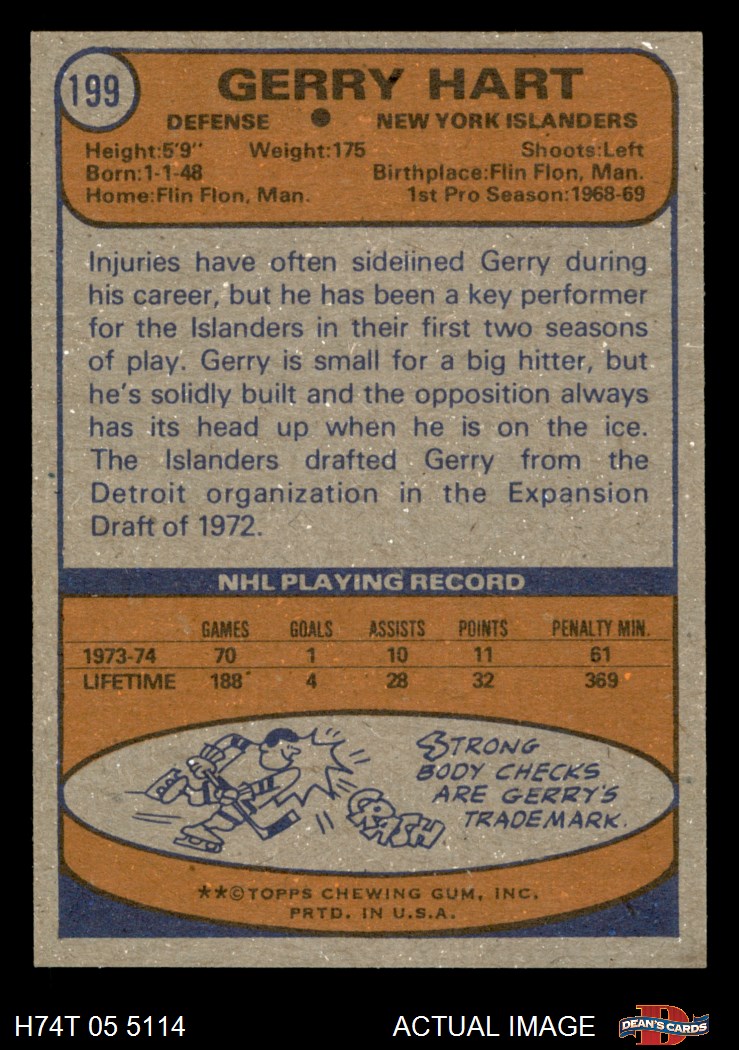 199
GERRY HART
DEFENSE ● NEW YORK ISLANDERS
Height:5'9" Weight:175 Shoots:Left
Born:1-1-48 Birthplace:Flin Flon, Man.
Home:Flin Flon, Man. 1st Pro Season:1968-69
Injuries have often sidelined Gerry during
his career, but he has been a key performer
for the Islanders in their first two seasons
of play. Gerry is small for a big hitter, but
he's solidly built and the opposition always
has its head up when he is on the ice.
The Islanders drafted Gerry from the
Detroit organization in the Expansion
Draft of 1972.
NHL PLAYING RECORD
GAMES GOALS ASSISTS POINTS PENALTY MIN.
1973-74 70 1 10 11 61
LIFETIME 188 4 28 32 369
STRONG
BODY CHECKS
ARE GERRY'S
TRADEMARK.
CRASH
**©TOPPS CHEWING GUM, INC.
PRTD. IN U.S.A.
H74T 05 5114 ACTUAL IMAGE
D
DEAN'S CARDS